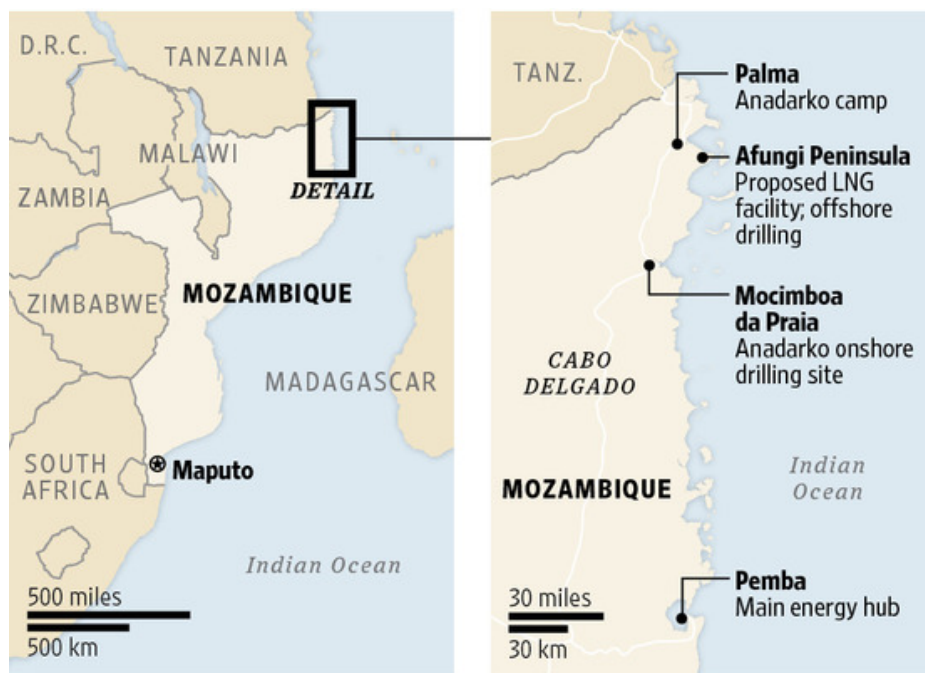 D.R.C.
TANZANIA
MALAWI
ZAMBIA
DETAIL
ZIMBABWE
MOZAMBIQUE
MADAGASCAR
SOUTH
AFRICA
Maputo
Indian Ocean
500 miles
500 km
TANZ.
Palma
Anadarko camp
Afungi Peninsula
Proposed LNG
facility; offshore
drilling
Mocimboa
da Praia
Anadarko onshore
drilling site
CABO
DELGADO
MOZAMBIQUE
Indian
Ocean
Pemba
Main energy hub
30 miles
30 km